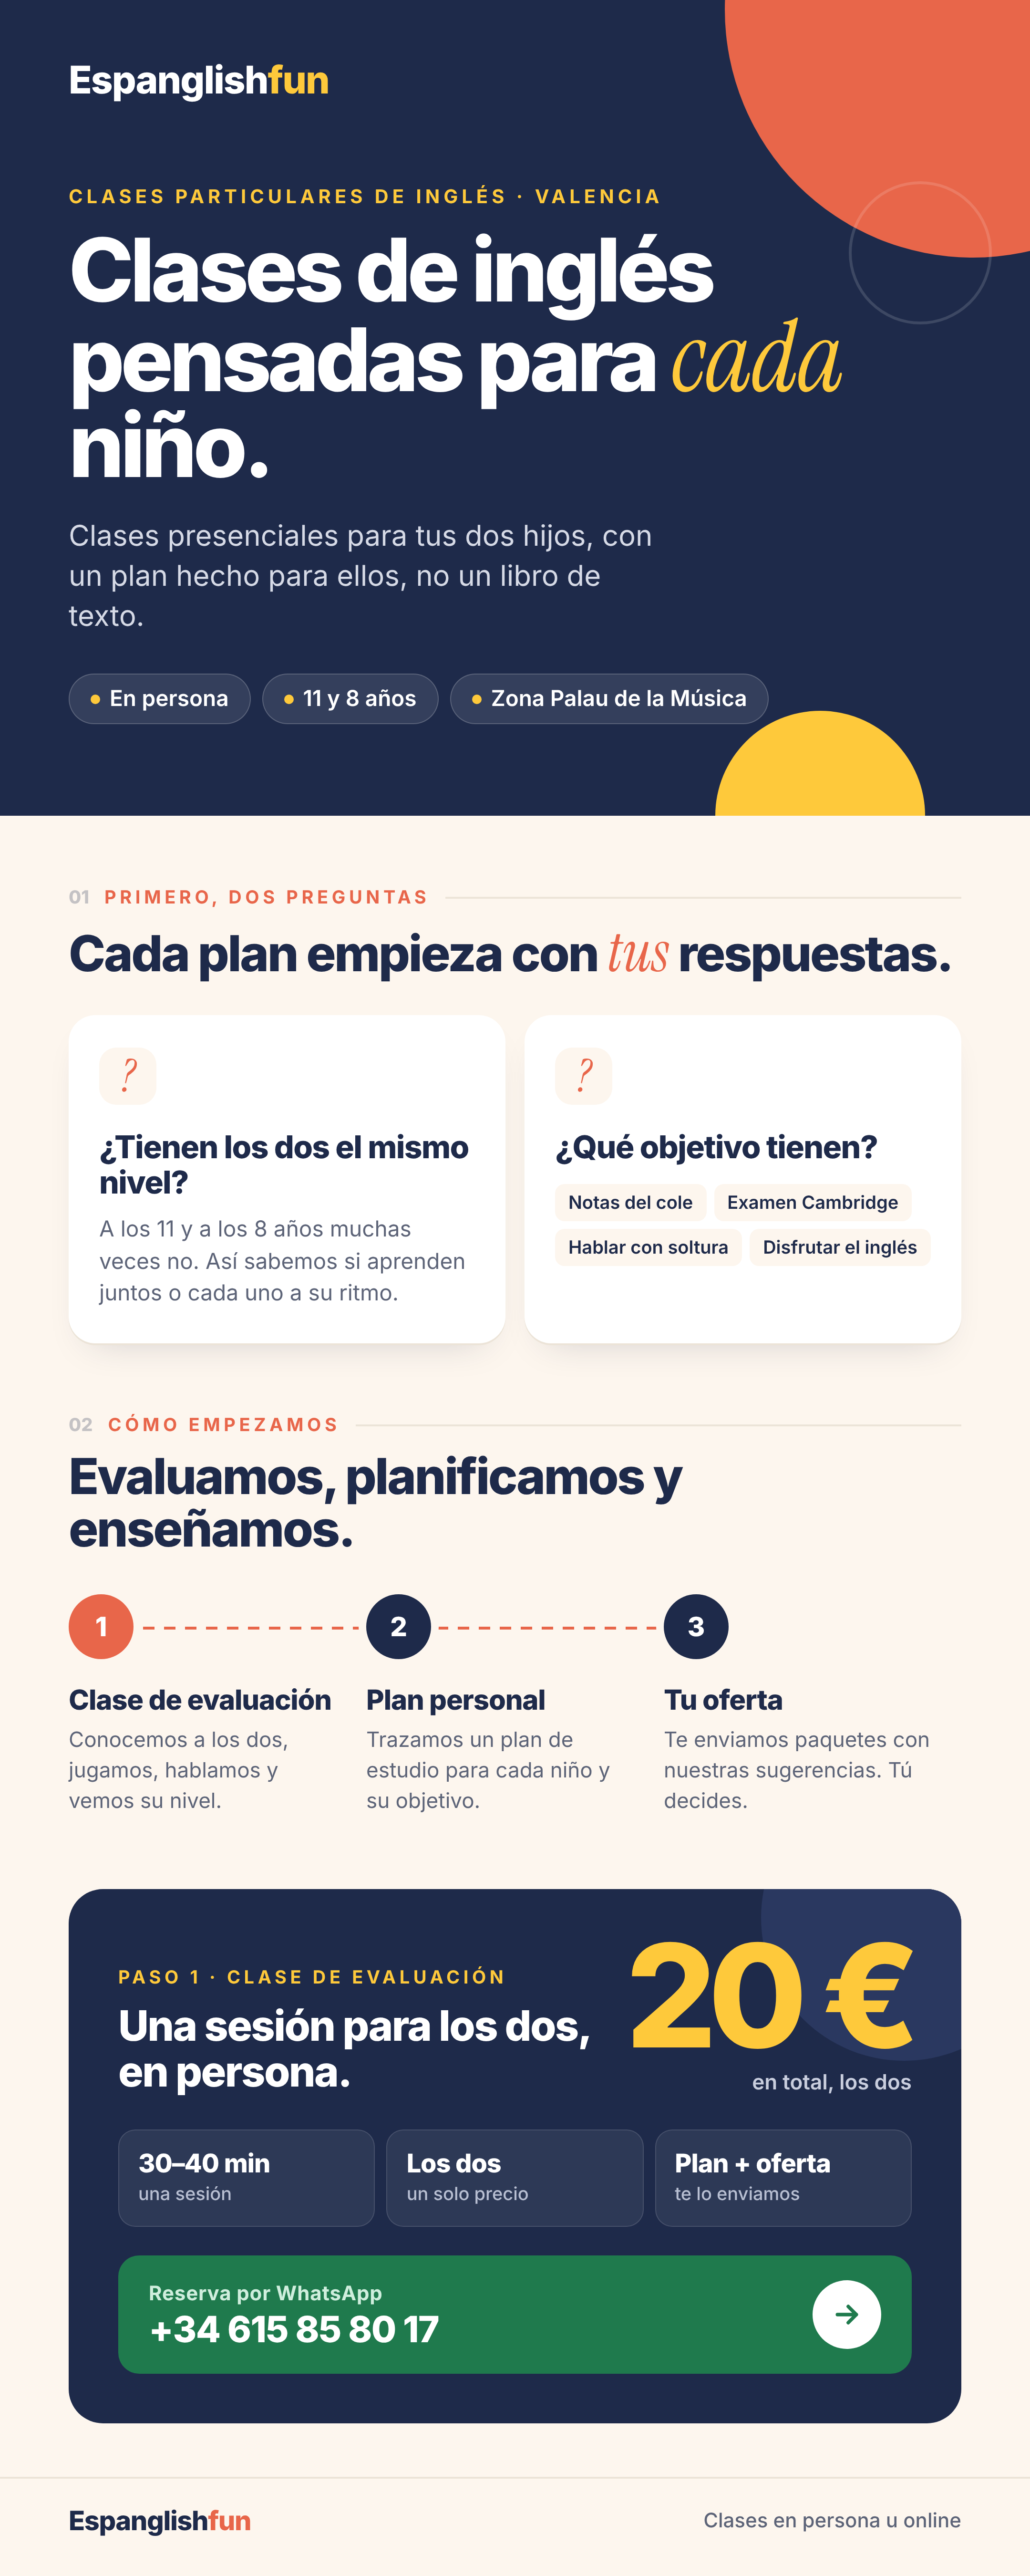 Espanglishfun
CLASES PARTICULARES DE INGLÉS · VALENCIA
Clases de inglés
pensadas para cada
niño.
Clases presenciales para tus dos hijos, con
un plan hecho para ellos, no un libro de
texto.
En persona
11 y 8 años
Zona Palau de la Música
01 PRIMERO, DOS PREGUNTAS
Cada plan empieza con tus respuestas.
?
¿Tienen los dos el mismo
nivel?
A los 11 y a los 8 años muchas
veces no. Así sabemos si aprenden
juntos o cada uno a su ritmo.
?
¿Qué objetivo tienen?
Notas del cole
Examen Cambridge
Hablar con soltura
Disfrutar el inglés
02 CÓMO EMPEZAMOS
Evaluamos, planificamos y
enseñamos.
1
Clase de evaluación
Conocemos a los dos,
jugamos, hablamos y
vemos su nivel.
2
Plan personal
Trazamos un plan de
estudio para cada niño y
su objetivo.
3
Tu oferta
Te enviamos paquetes con
nuestras sugerencias. Tú
decides.
PASO 1 · CLASE DE EVALUACIÓN
Una sesión para los dos,
en persona.
20 €
en total, los dos
30–40 min
una sesión
Los dos
un solo precio
Plan + oferta
te lo enviamos
Reserva por WhatsApp
+34 615 85 80 17
Espanglishfun
Clases en persona u online